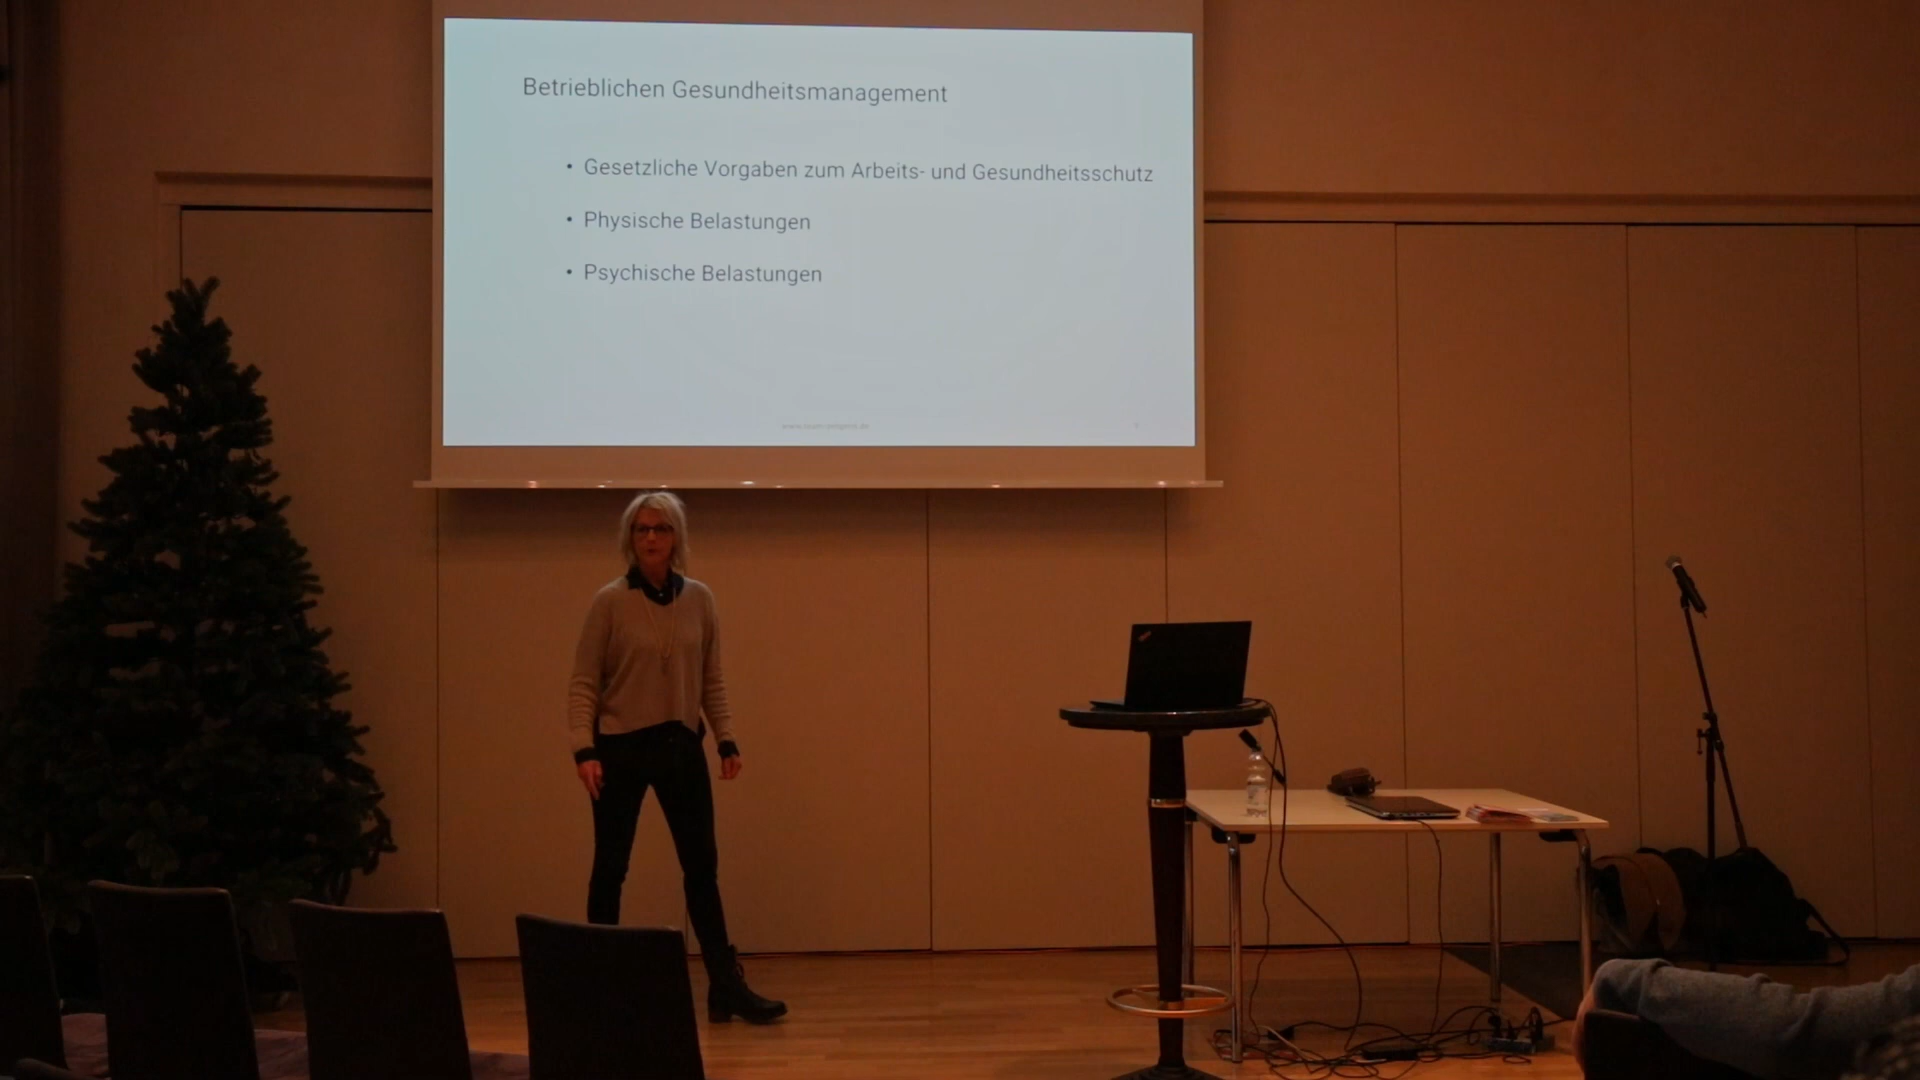 Betrieblichen Gesundheitsmanagement
• Gesetzliche Vorgaben zum Arbeits- und Gesundheitsschutz
• Physische Belastungen
• Psychische Belastungen